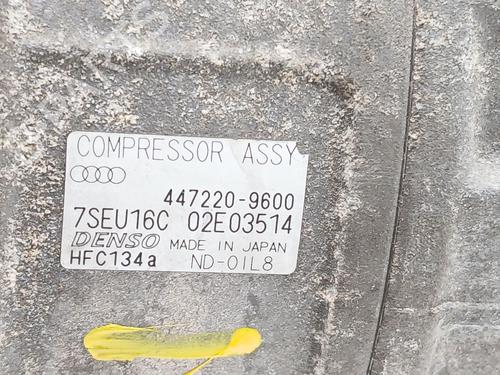 COMPRESSOR ASSY
447220-9600
7SEU16C 02E03514
DENSO MADE IN JAPAN
HFC134a ND-OIL8